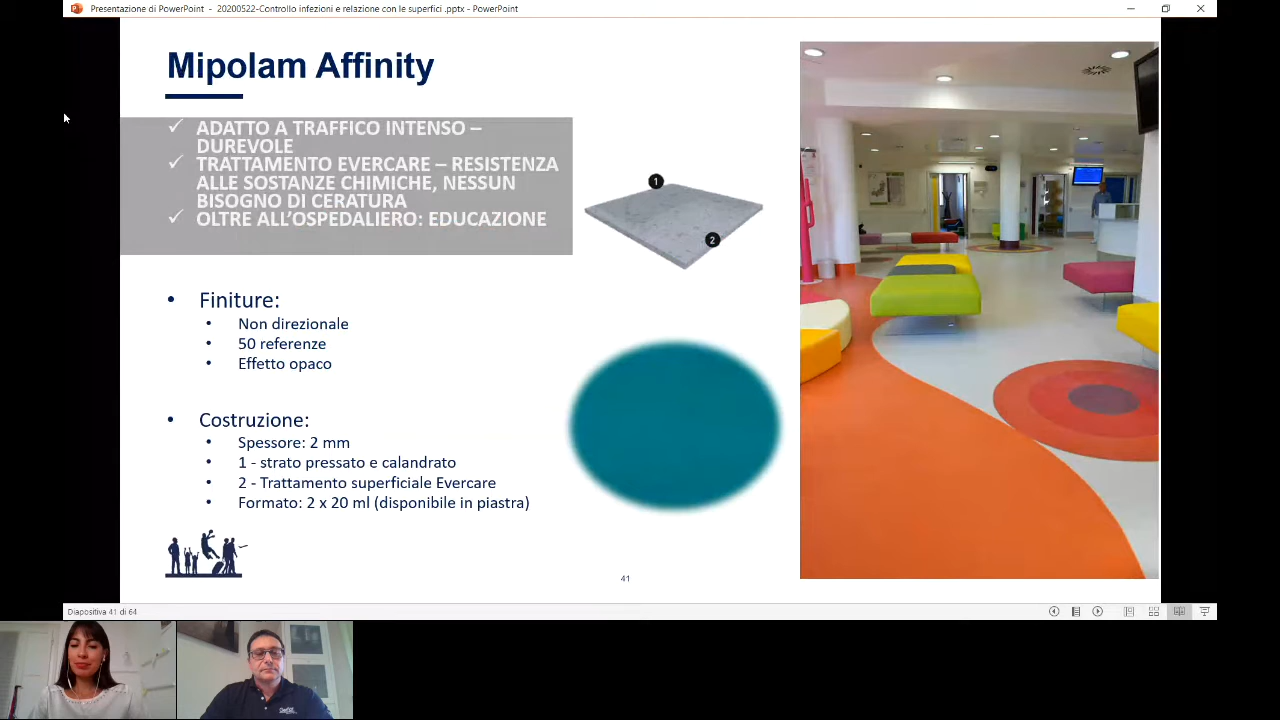 Presentazione di PowerPoint - 20200522-Controllo infezioni e relazione con le superfici .pptx - PowerPoint
Mipolam Affinity
✓ ADATTO A TRAFFICO INTENSO –
DUREVOLE
✓ TRATTAMENTO EVERCARE – RESISTENZA
ALLE SOSTANZE CHIMICHE, NESSUN
BISOGNO DI CERATURA
✓ OLTRE ALL'OSPEDALIERO: EDUCAZIONE
1
2
• Finiture:
• Non direzionale
• 50 referenze
• Effetto opaco
• Costruzione:
• Spessore: 2 mm
• 1 - strato pressato e calandrato
• 2 - Trattamento superficiale Evercare
• Formato: 2 x 20 ml (disponibile in piastra)
41
Diapositiva 41 di 64